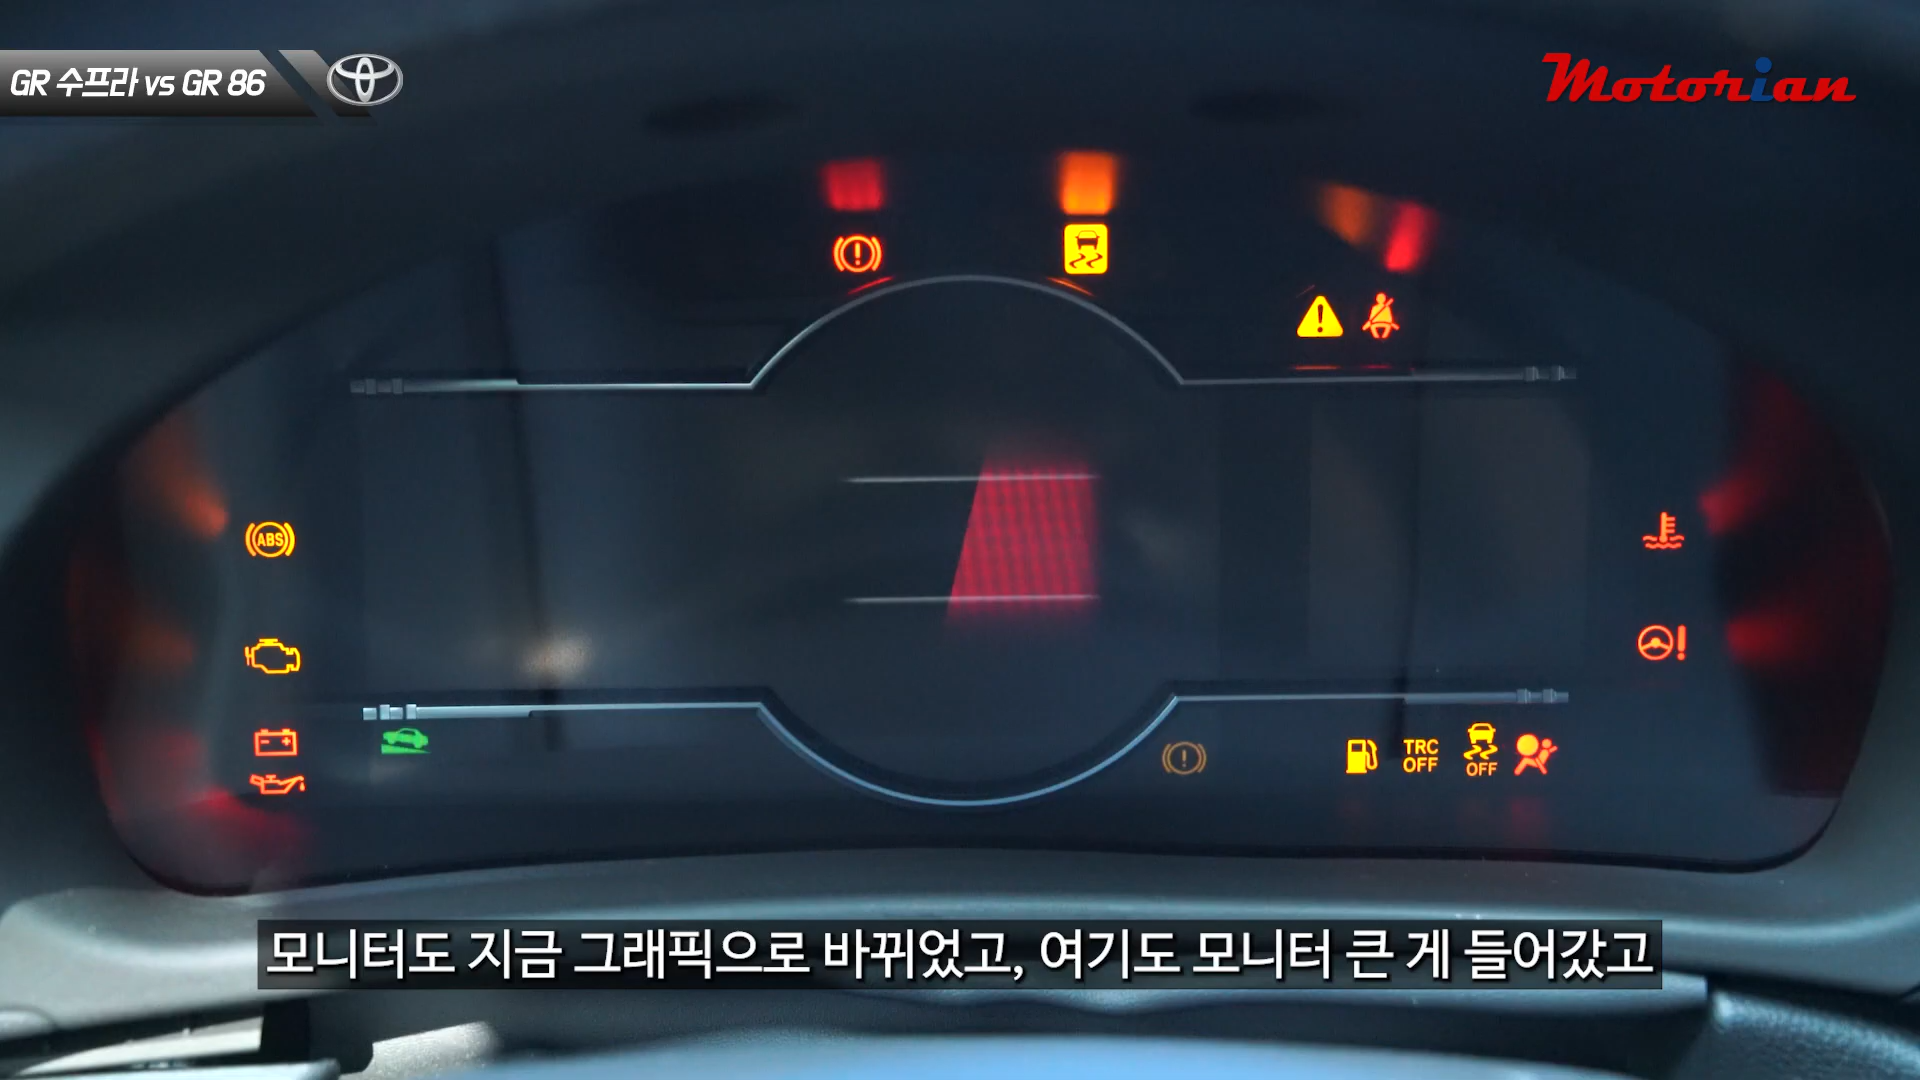 GR 수프라 vs GR 86
Motorian
ABS
TRC
OFF
OFF
모니터도 지금 그래픽으로 바뀌었고, 여기도 모니터 큰 게 들어갔고